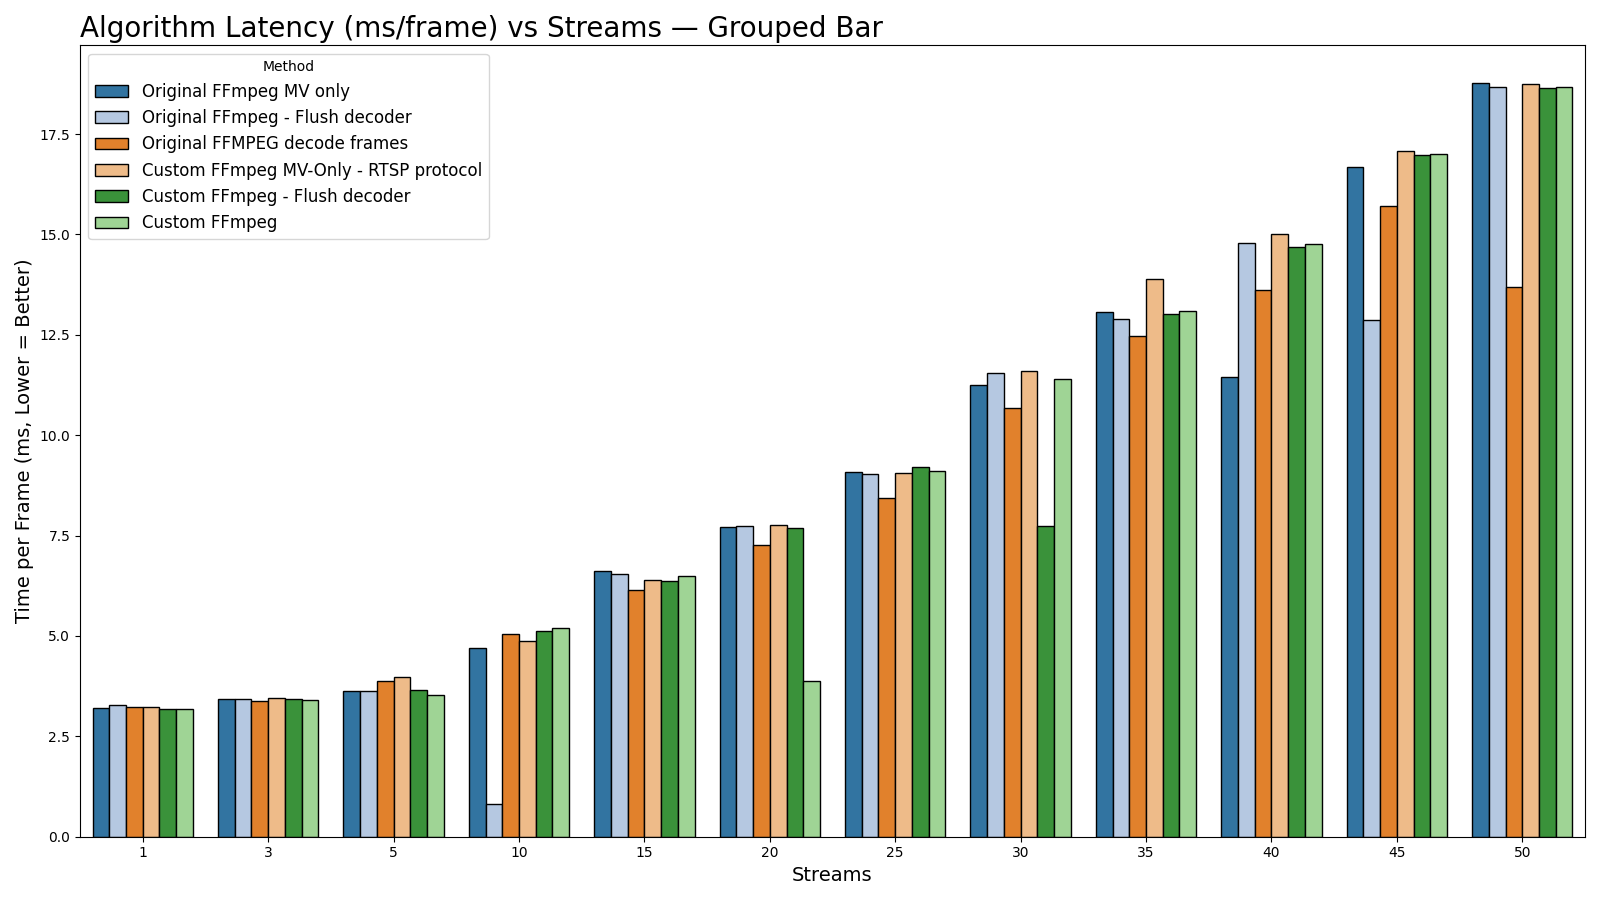 Algorithm Latency (ms/frame) vs Streams — Grouped Bar
Method
Original FFmpeg MV only
Original FFmpeg - Flush decoder
Original FFMPEG decode frames
Custom FFmpeg MV-Only - RTSP protocol
Custom FFmpeg - Flush decoder
Custom FFmpeg
Time per Frame (ms, Lower = Better)
17.5
15.0
12.5
10.0
7.5
5.0
2.5
0.0
1 3 5 10 15 20 25 30 35 40 45 50
Streams